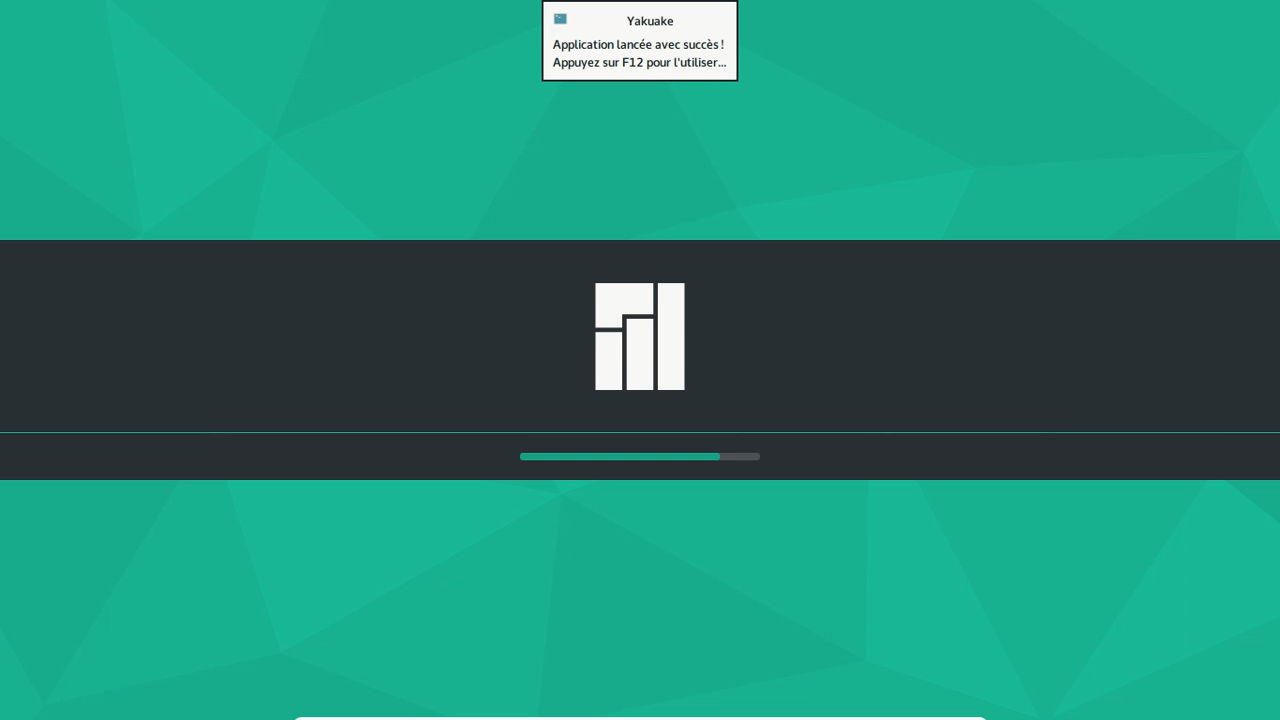 Yakuake
Application lancée avec succès !
Appuyez sur F12 pour l'utiliser...